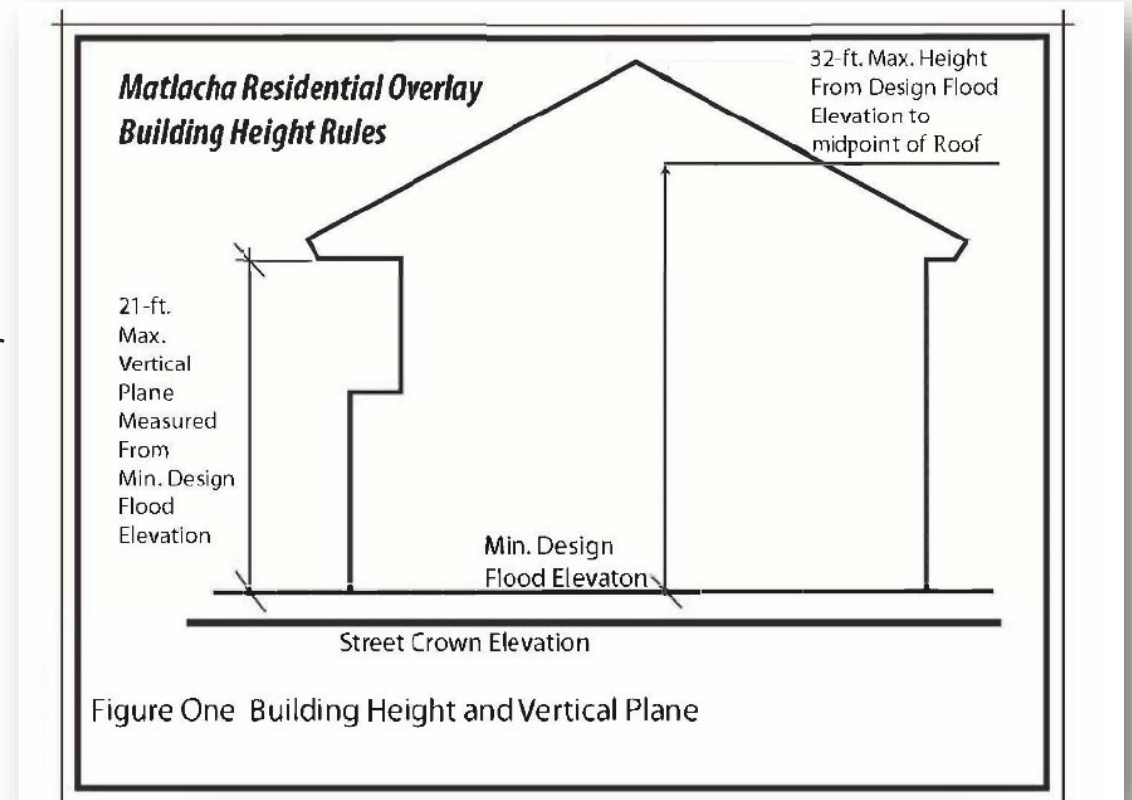 Matlacha Residential Overlay
Building Height Rules
32-ft. Max. Height
From Design Flood
Elevation to
midpoint of Roof
21-ft.
Max.
Vertical
Plane
Measured
From
Min. Design
Flood
Elevation
Min. Design
Flood Elevaton
Street Crown Elevation
Figure One Building Height and Vertical Plane